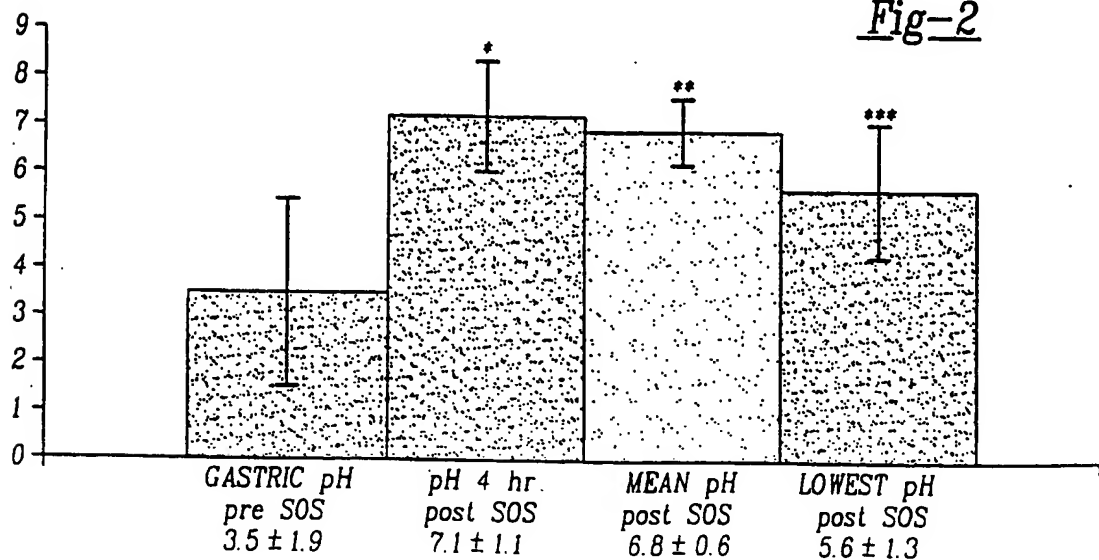 Fig-2
9
8
7
6
5
4
3
2
1
0
*
**
***
GASTRIC pH
pre SOS
3.5 ± 1.9
pH 4 hr.
post SOS
7.1 ± 1.1
MEAN pH
post SOS
6.8 ± 0.6
LOWEST pH
post SOS
5.6 ± 1.3